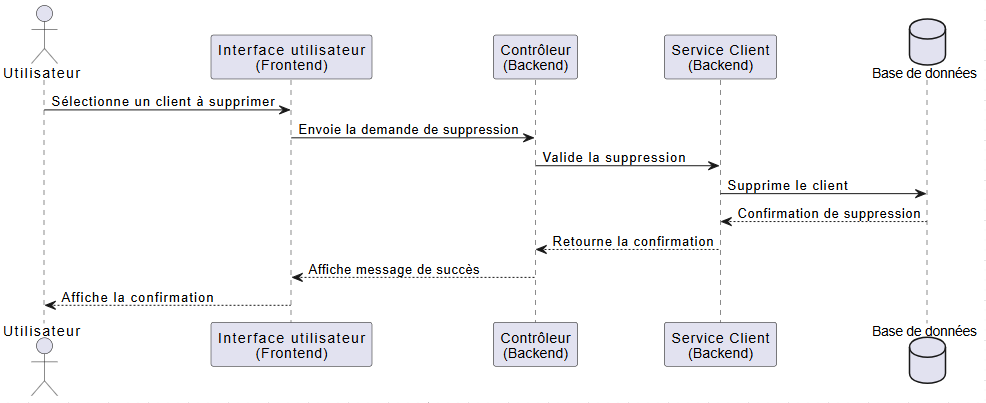 Utilisateur
Interface utilisateur
(Frontend)
Contrôleur
(Backend)
Service Client
(Backend)
Base de données
Sélectionne un client à supprimer
Envoie la demande de suppression
Valide la suppression
Supprime le client
Confirmation de suppression
Retourne la confirmation
Affiche message de succès
Affiche la confirmation
Utilisateur
Interface utilisateur
(Frontend)
Contrôleur
(Backend)
Service Client
(Backend)
Base de données